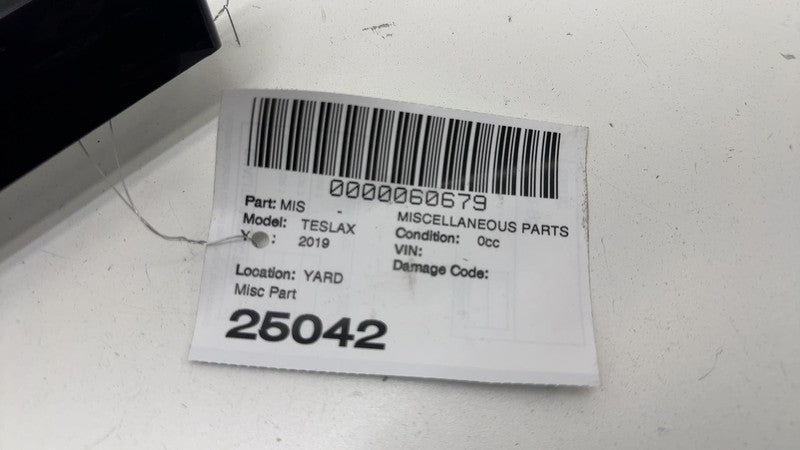 0000060679
Part: MIS MISCELLANEOUS PARTS
Model: TESLAX Condition: 0cc
2019 VIN:
Damage Code:
Location: YARD
Misc Part
25042